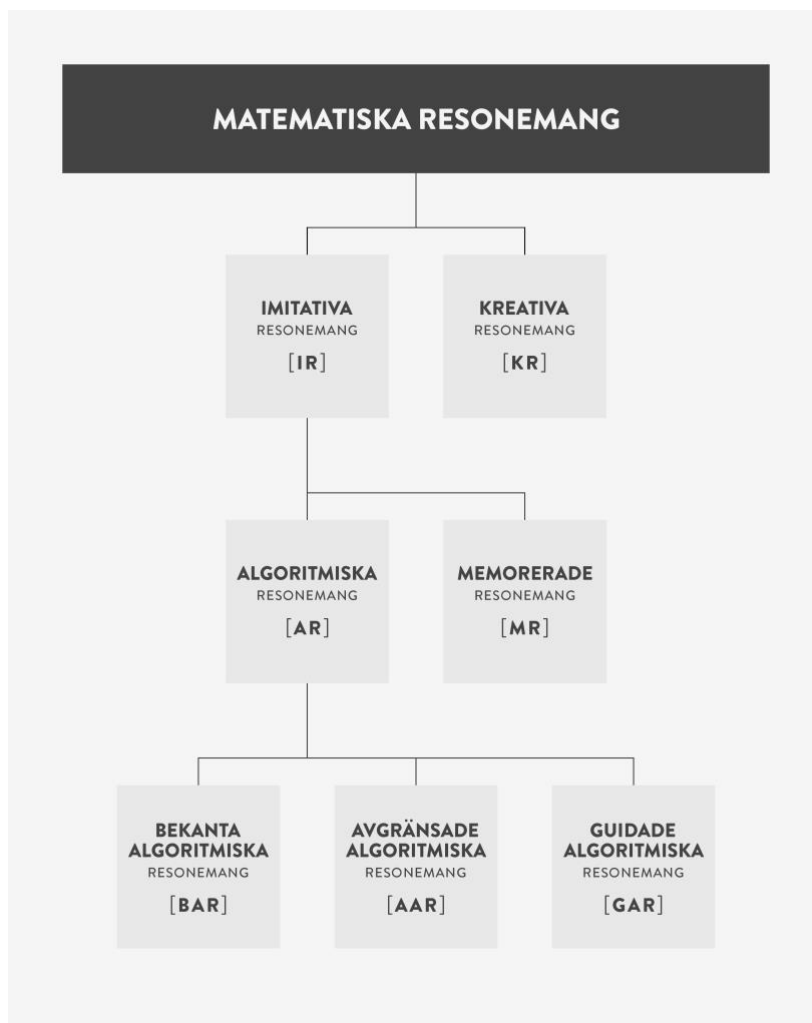 MATEMATISKA RESONEMANG
IMITATIVA
RESONEMANG
[IR]
KREATIVA
RESONEMANG
[KR]
ALGORITMISKA
RESONEMANG
[AR]
MEMORERADE
RESONEMANG
[MR]
BEKANTA
ALGORITMISKA
RESONEMANG
[BAR]
AVGRÄNSADE
ALGORITMISKA
RESONEMANG
[AAR]
GUIDADE
ALGORITMISKA
RESONEMANG
[GAR]